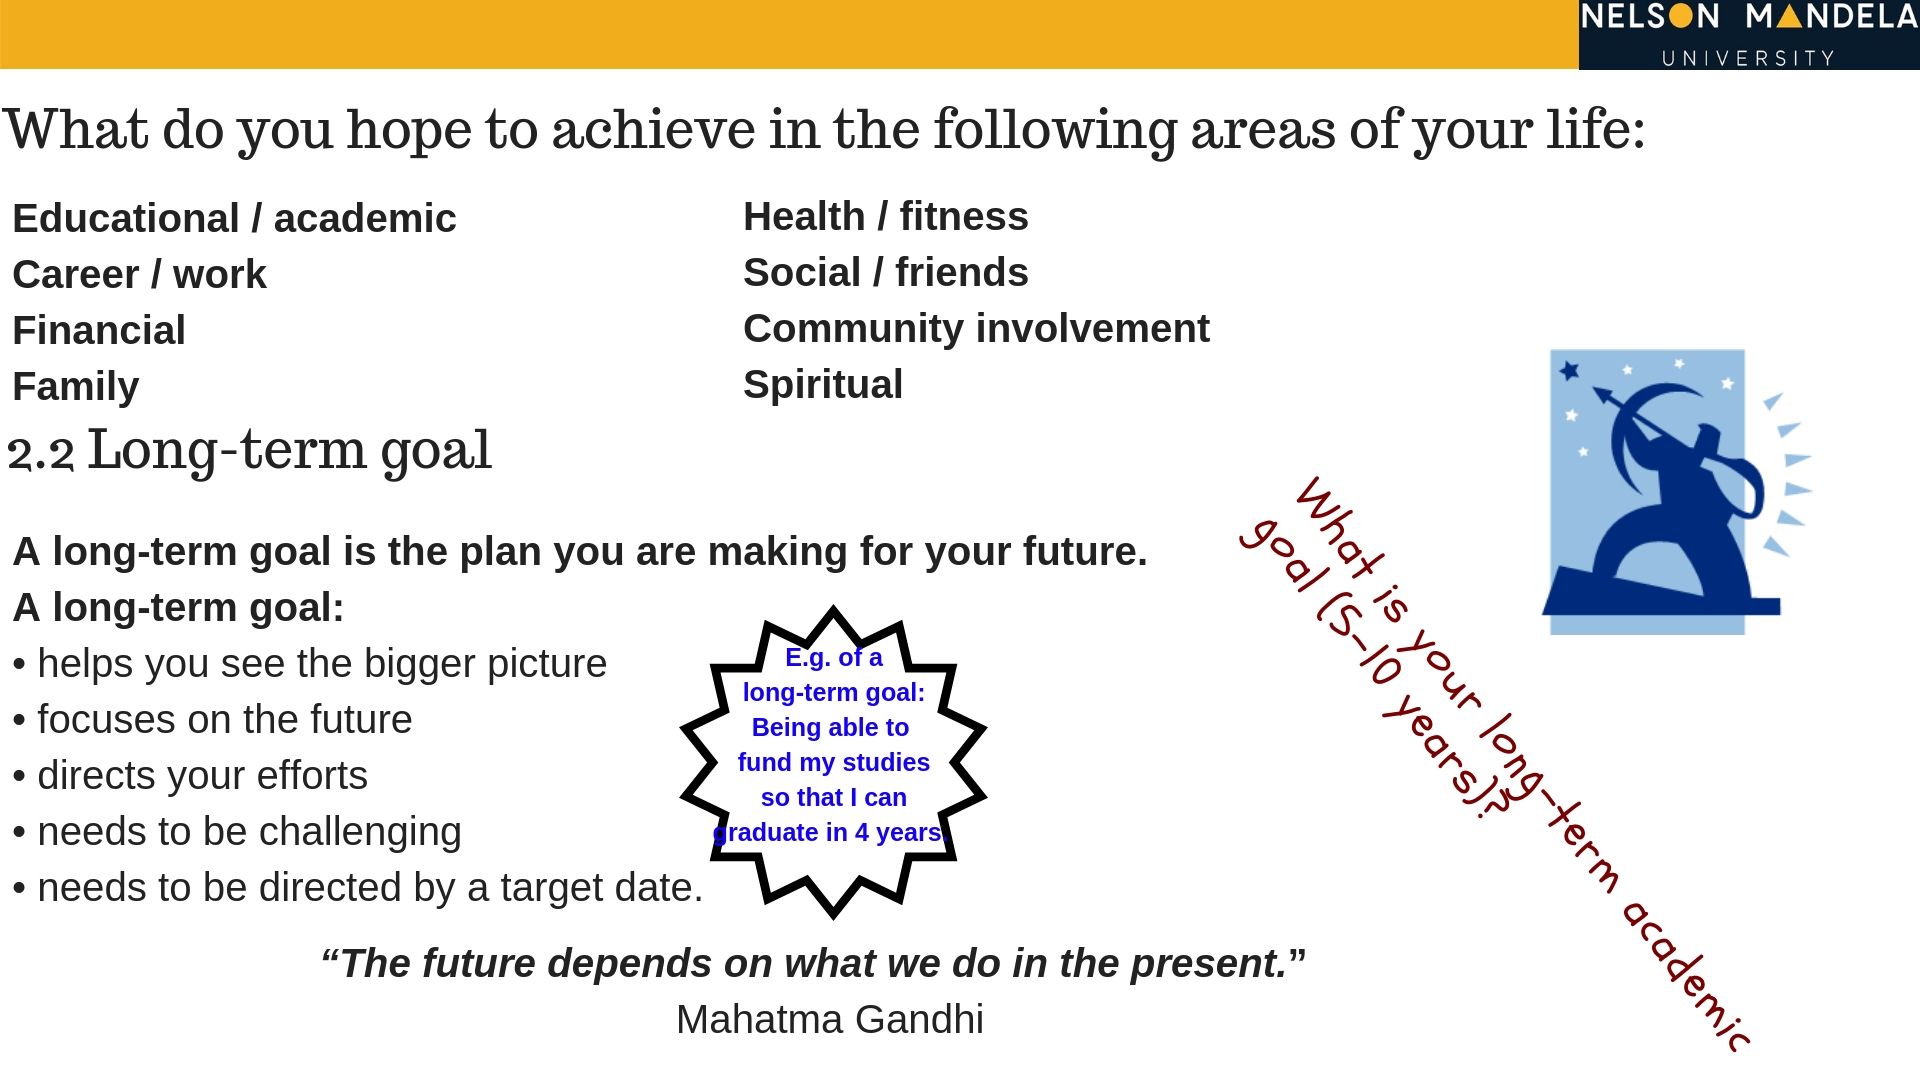 NELSON MANDELA
UNIVERSITY
What do you hope to achieve in the following areas of your life:
Educational / academic
Career / work
Financial
Family
Health / fitness
Social / friends
Community involvement
Spiritual
2.2 Long-term goal
A long-term goal is the plan you are making for your future.
A long-term goal:
• helps you see the bigger picture
• focuses on the future
• directs your efforts
• needs to be challenging
• needs to be directed by a target date.
E.g. of a
long-term goal:
Being able to
fund my studies
so that I can
graduate in 4 years.
What is your long-term academic
goal (5-10 years)?
“The future depends on what we do in the present.”
Mahatma Gandhi